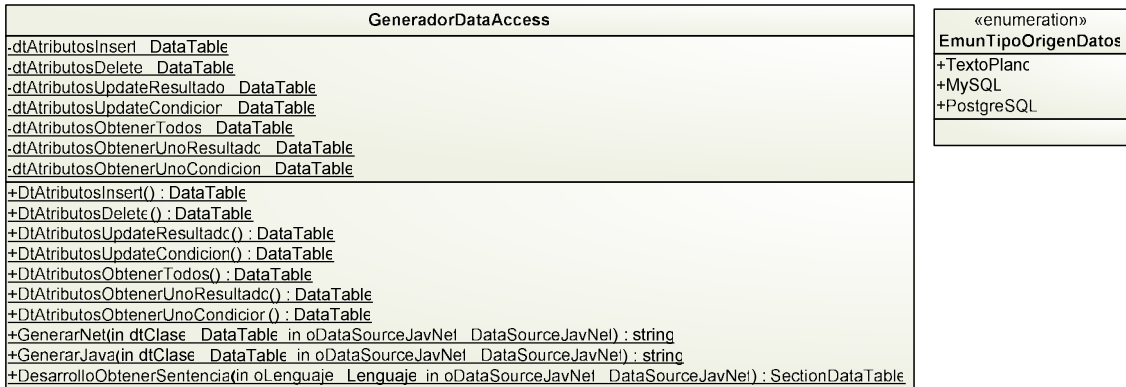 GeneradorDataAccess
-dtAtributosInsert DataTable
-dtAtributosDelete DataTable
-dtAtributosUpdateResultado DataTable
-dtAtributosUpdateCondicion DataTable
-dtAtributosObtenerTodos DataTable
-dtAtributosObtenerUnoResultado DataTable
-dtAtributosObtenerUnoCondicion DataTable
+DtAtributosInsert() : DataTable
+DtAtributosDelete() : DataTable
+DtAtributosUpdateResultado() : DataTable
+DtAtributosUpdateCondicion() : DataTable
+DtAtributosObtenerTodos() : DataTable
+DtAtributosObtenerUnoResultado() : DataTable
+DtAtributosObtenerUnoCondicion() : DataTable
+GenerarNet(in dtClase DataTable in oDataSourceJavNet DataSourceJavNet) : string
+GenerarJava(in dtClase DataTable in oDataSourceJavNet DataSourceJavNet) : string
+DesarrolloObtenerSentencia(in oLenguaje Lenguaje in oDataSourceJavNet DataSourceJavNet) : SectionDataTable
«enumeration»
EmunTipoOrigenDatos
+TextoPlano
+MySQL
+PostgreSQL